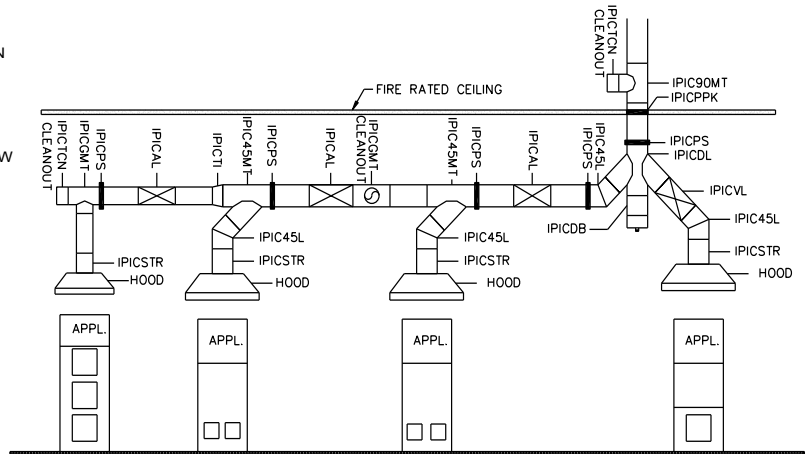 N
W
IPICTCN
CLEANOUT
IPIC90MT
IPICPPK
FIRE RATED CEILING
IPICTCN
CLEANOUT
IPICGMT
IPICPS
IPICAL
IPICTI
IPIC45MT
IPICPS
IPICAL
IPICGMT
CLEANOUT
IPIC45MT
IPICPS
IPICAL
IPICPS
IPIC45L
IPICPS
IPICDL
IPICVL
IPICDB
IPIC45L
IPIC45L
IPIC45L
IPICSTR
HOOD
IPICSTR
HOOD
IPICSTR
HOOD
IPICSTR
HOOD
APPL.
APPL.
APPL.
APPL.